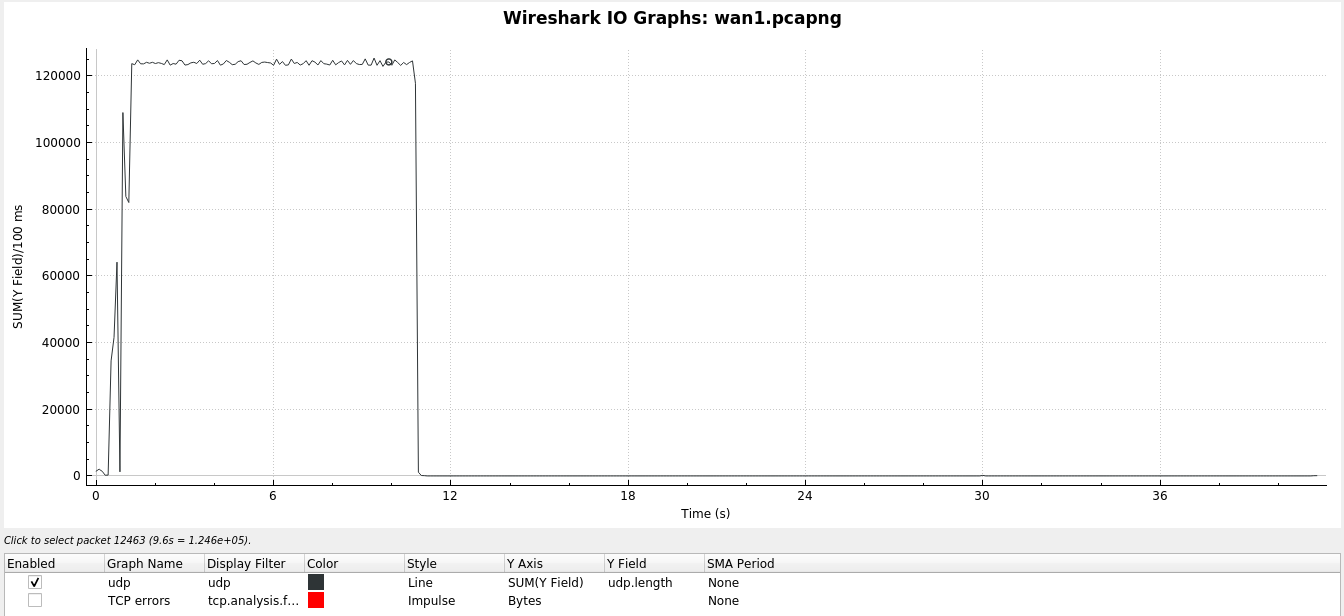 Wireshark IO Graphs: wan1.pcapng
120000
100000
80000
60000
40000
20000
0
SUM(Y Field)/100 ms
0 6 12 18 24 30 36
Time (s)
Click to select packet 12463 (9.6s = 1.246e+05).
Enabled Graph Name Display Filter Color Style Y Axis Y Field SMA Period
udp udp Line SUM(Y Field) udp.length None
TCP errors tcp.analysis.f... Impulse Bytes None